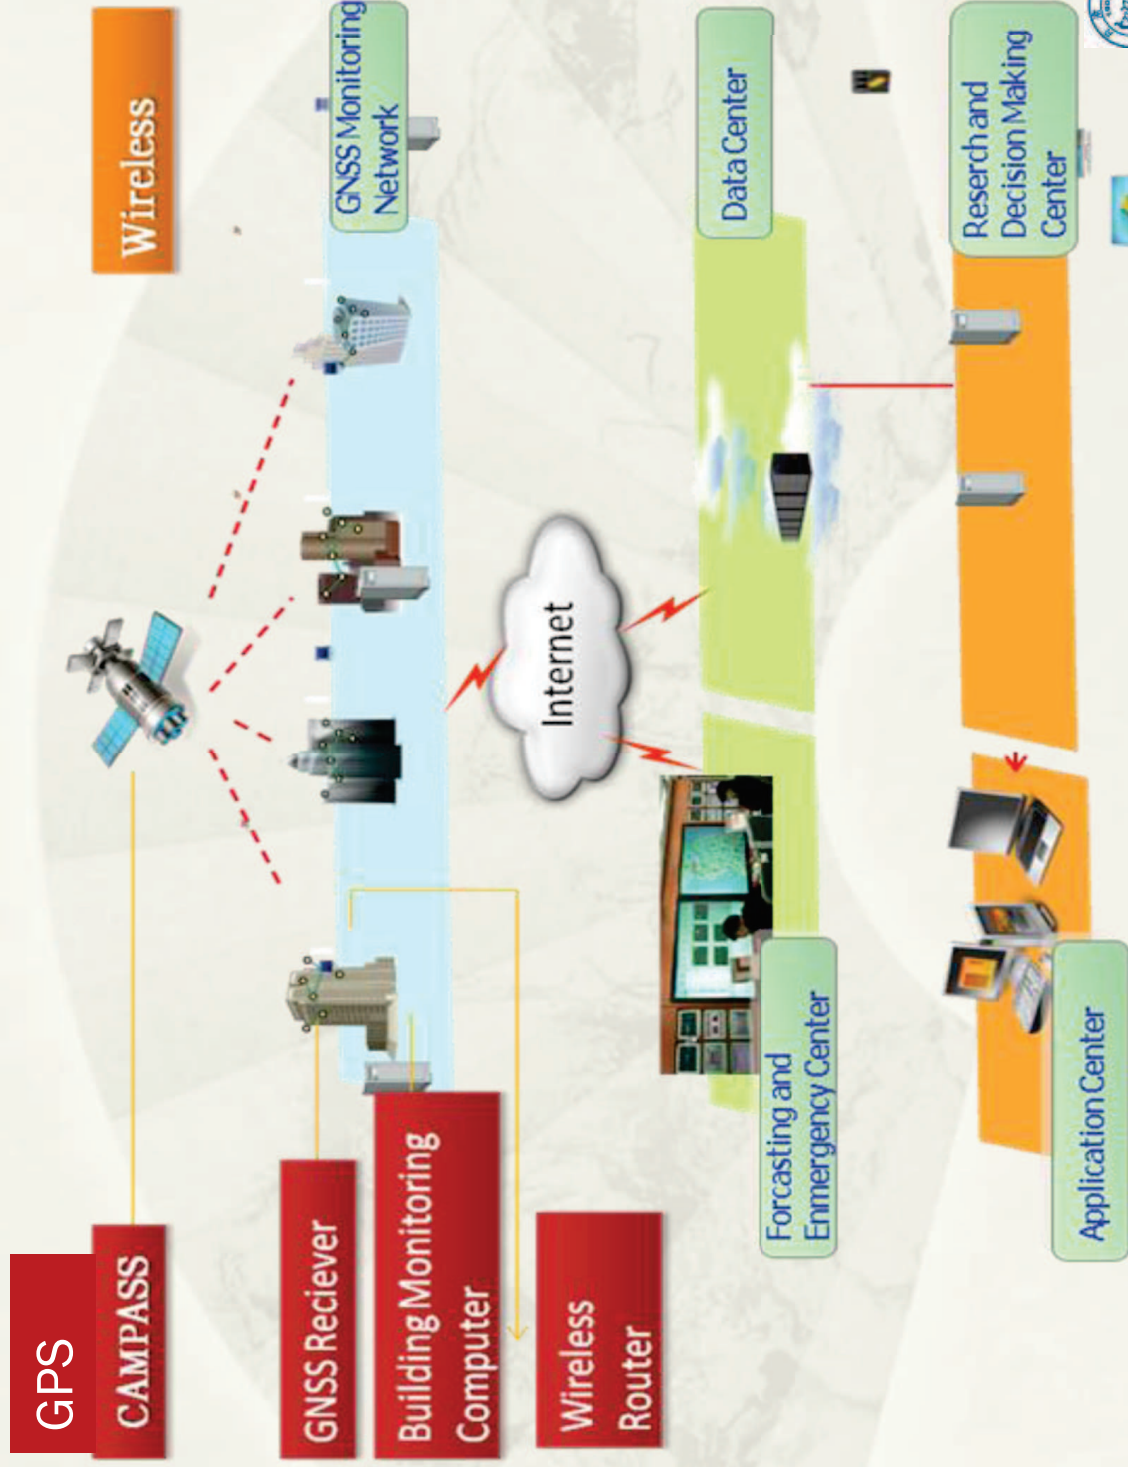 GPS
CAMPASS
Wireless
GNSS Reciever
Building Monitoring
Computer
Wireless
Router
GNSS Monitoring
Network
Internet
Data Center
Forcasting and
Enmergency Center
Reserch and
Decision Making
Center
Application Center